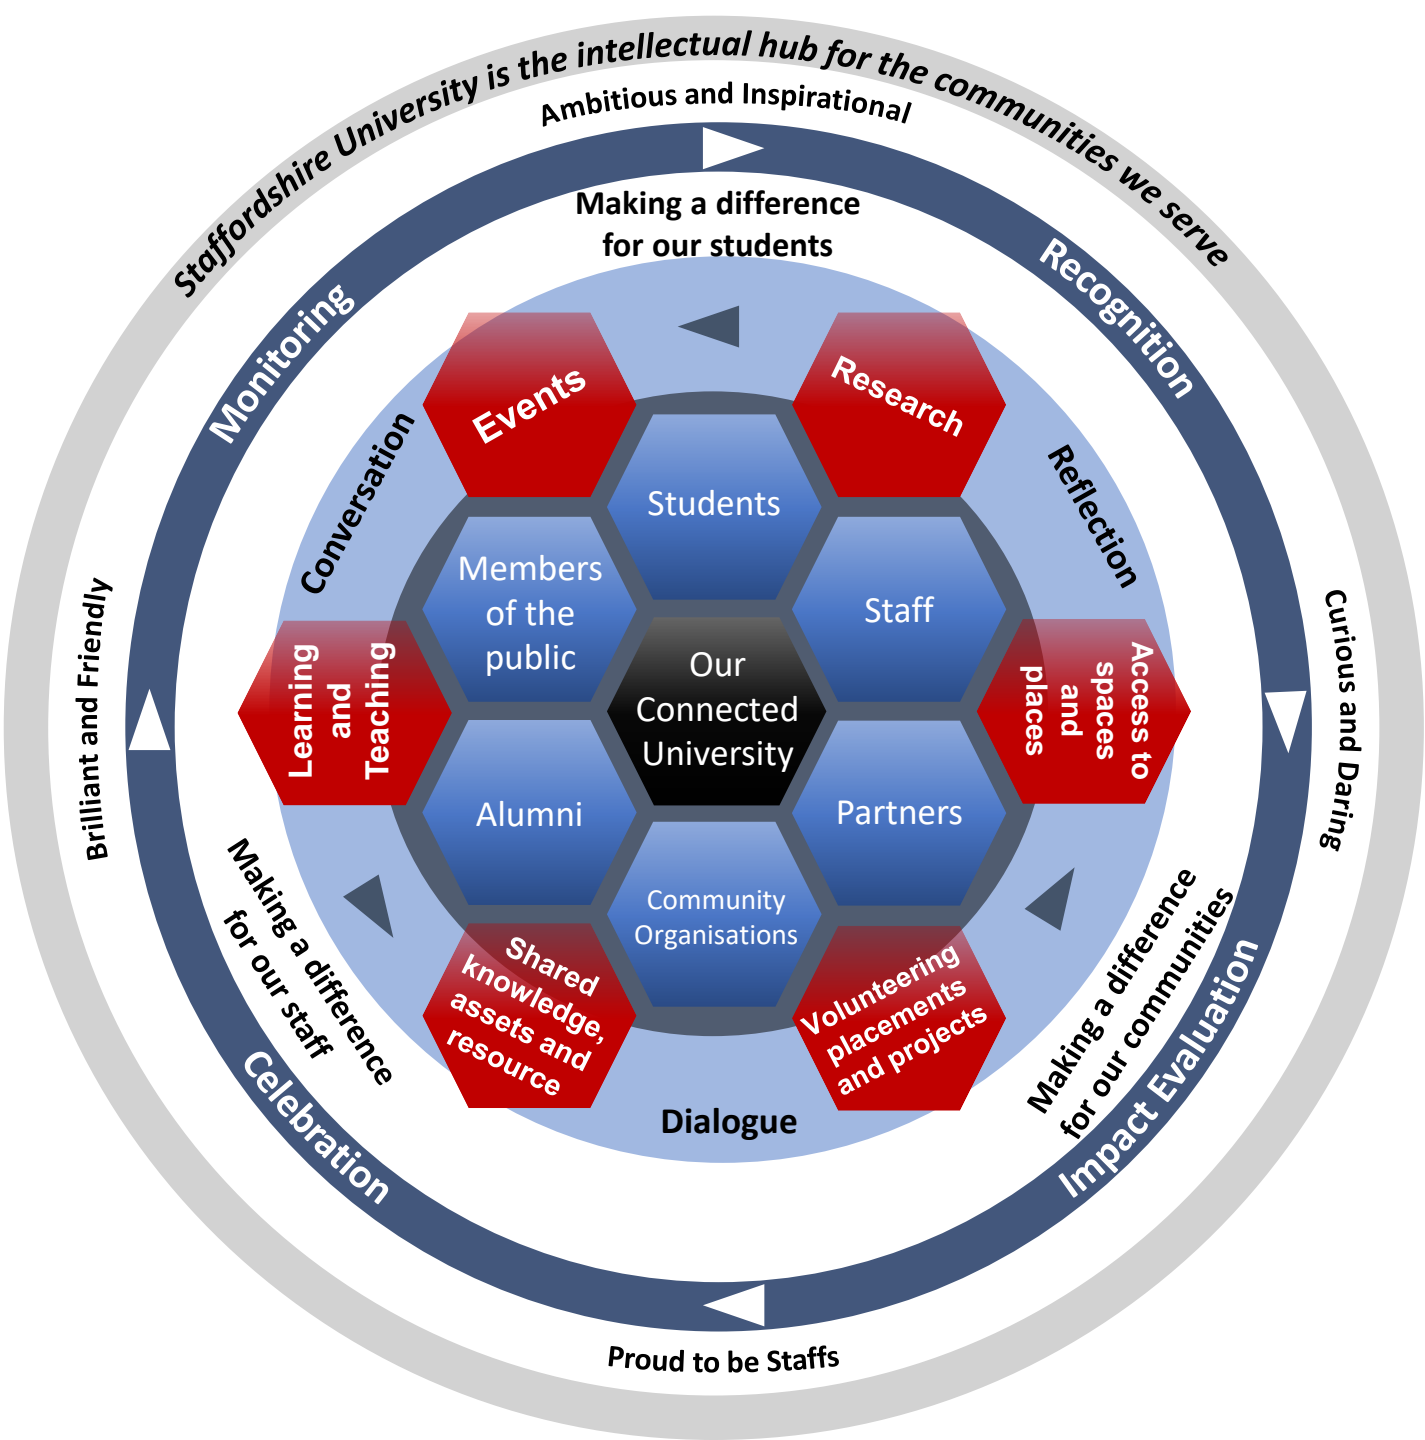 Staffordshire University is the intellectual hub for the communities we serve
Ambitious and Inspirational
Making a difference
for our students
Monitoring
Recognition
Events
Research
Conversation
Reflection
Students
Members
of the
public
Staff
Brilliant and Friendly
Curious and Daring
Learning
and
Teaching
Our
Connected
University
Access to
spaces
and
places
Alumni
Partners
Community
Organisations
Making a difference
for our staff
Making a difference
for our communities
Shared
knowledge,
assets and
resource
Volunteering
placements
and projects
Dialogue
Celebration
Impact Evaluation
Proud to be Staffs